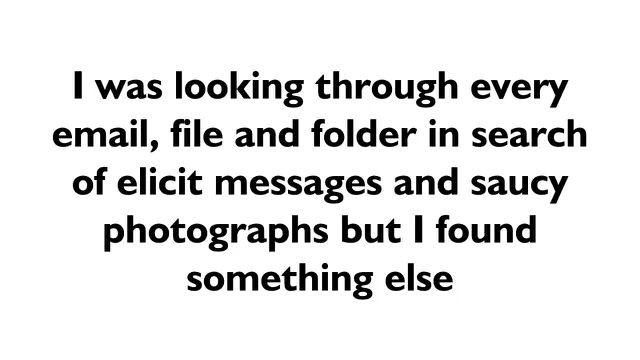 I was looking through every
email, file and folder in search
of elicit messages and saucy
photographs but I found
something else